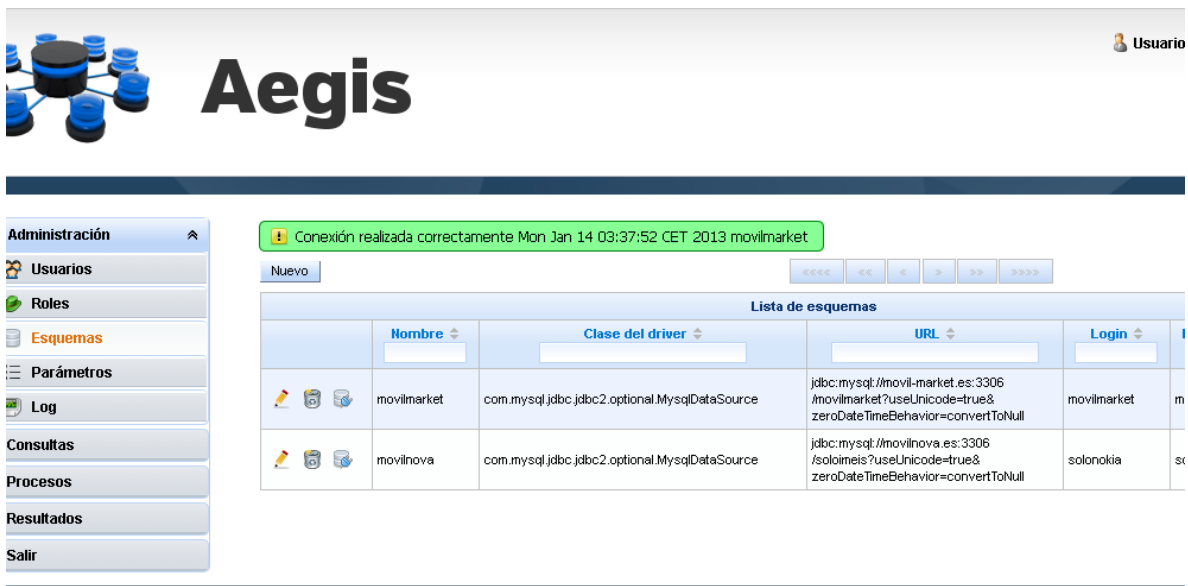 Usuario
Aegis
Administración
Usuarios
Roles
Esquemas
Parámetros
Log
Consultas
Procesos
Resultados
Salir
Conexión realizada correctamente Mon Jan 14 03:37:52 CET 2013 movilmarket
Nuevo
<<<< << < > >> >>>>
Lista de esquemas
Nombre Clase del driver URL Login
movilmarket com.mysql.jdbc.jdbc2.optional.MysqlDataSource
jdbc:mysql://movil-market.es:3306
/movilmarket?useUnicode=true&
zeroDateTimeBehavior=convertToNull
movilmarket
movilnova com.mysql.jdbc.jdbc2.optional.MysqlDataSource
jdbc:mysql://movilnova.es:3306
/soloimeis?useUnicode=true&
zeroDateTimeBehavior=convertToNull
solonokia